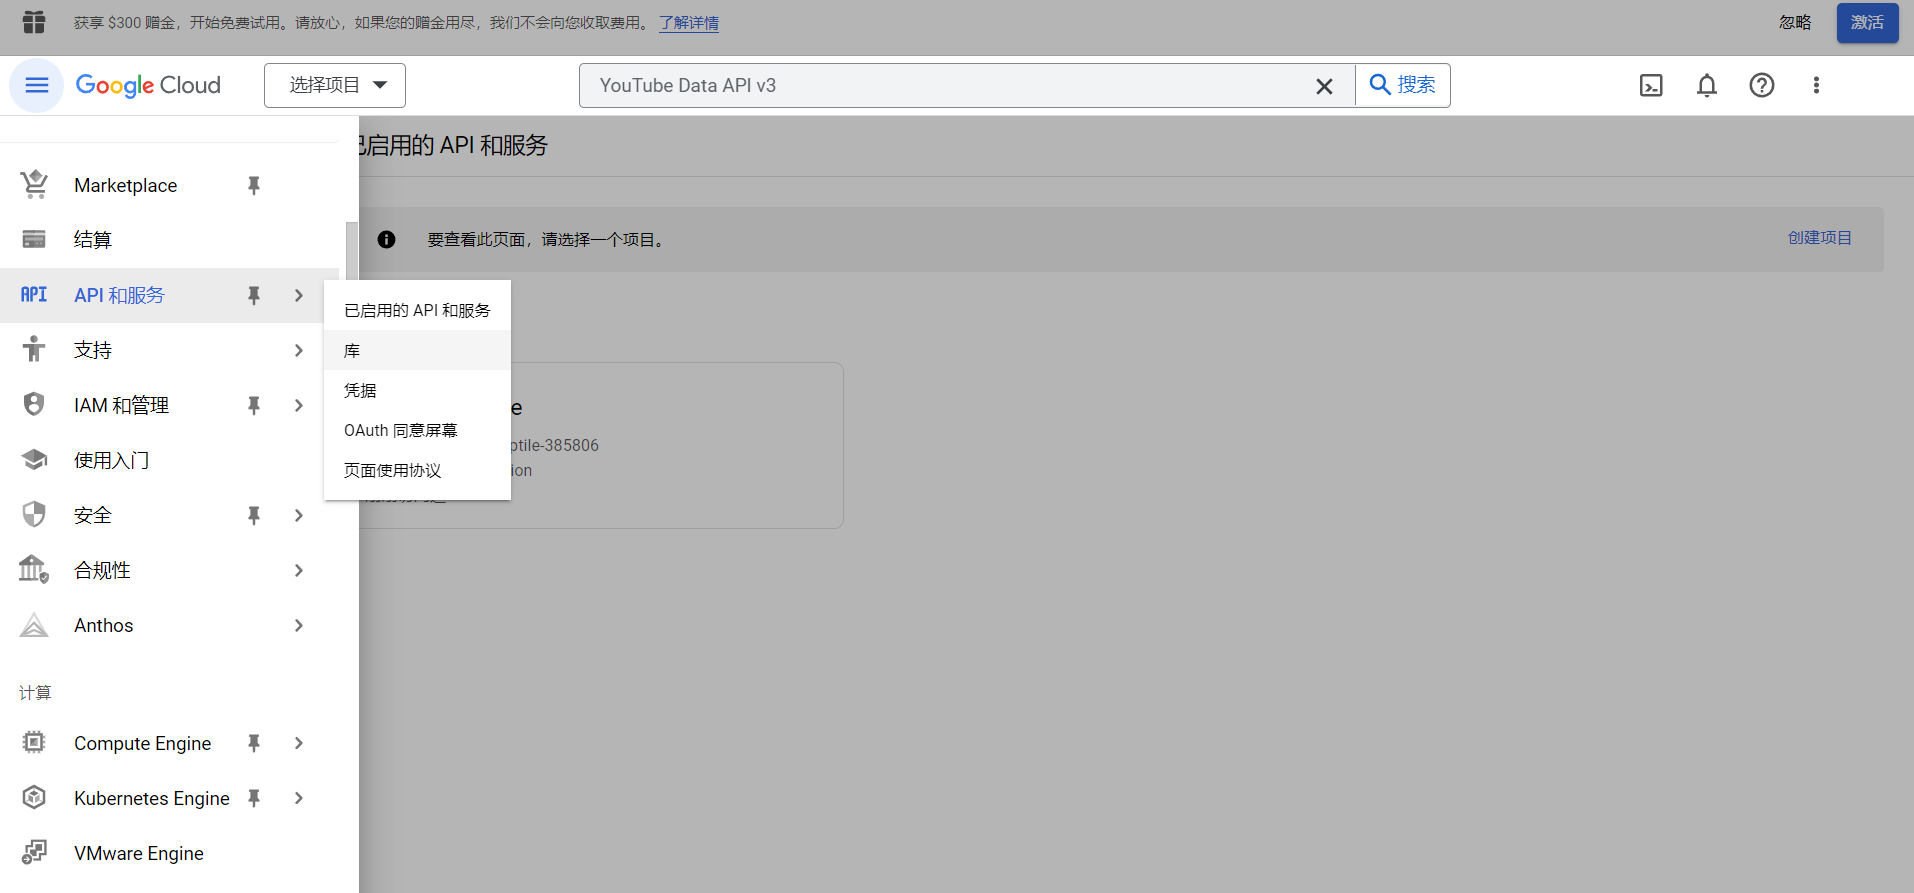 获享 $300 赠金，开始免费试用。请放心，如果您的赠金用尽，我们不会向您收取费用。 了解详情
忽略
激活
Google Cloud
选择项目
YouTube Data API v3
搜索
已启用的 API 和服务
Marketplace
结算
要查看此页面，请选择一个项目。
创建项目
API
API 和服务
已启用的 API 和服务
库
凭据
OAuth 同意屏幕
页面使用协议
e
ptile-385806
ion
支持
IAM 和管理
使用入门
安全
合规性
Anthos
计算
Compute Engine
Kubernetes Engine
VMware Engine